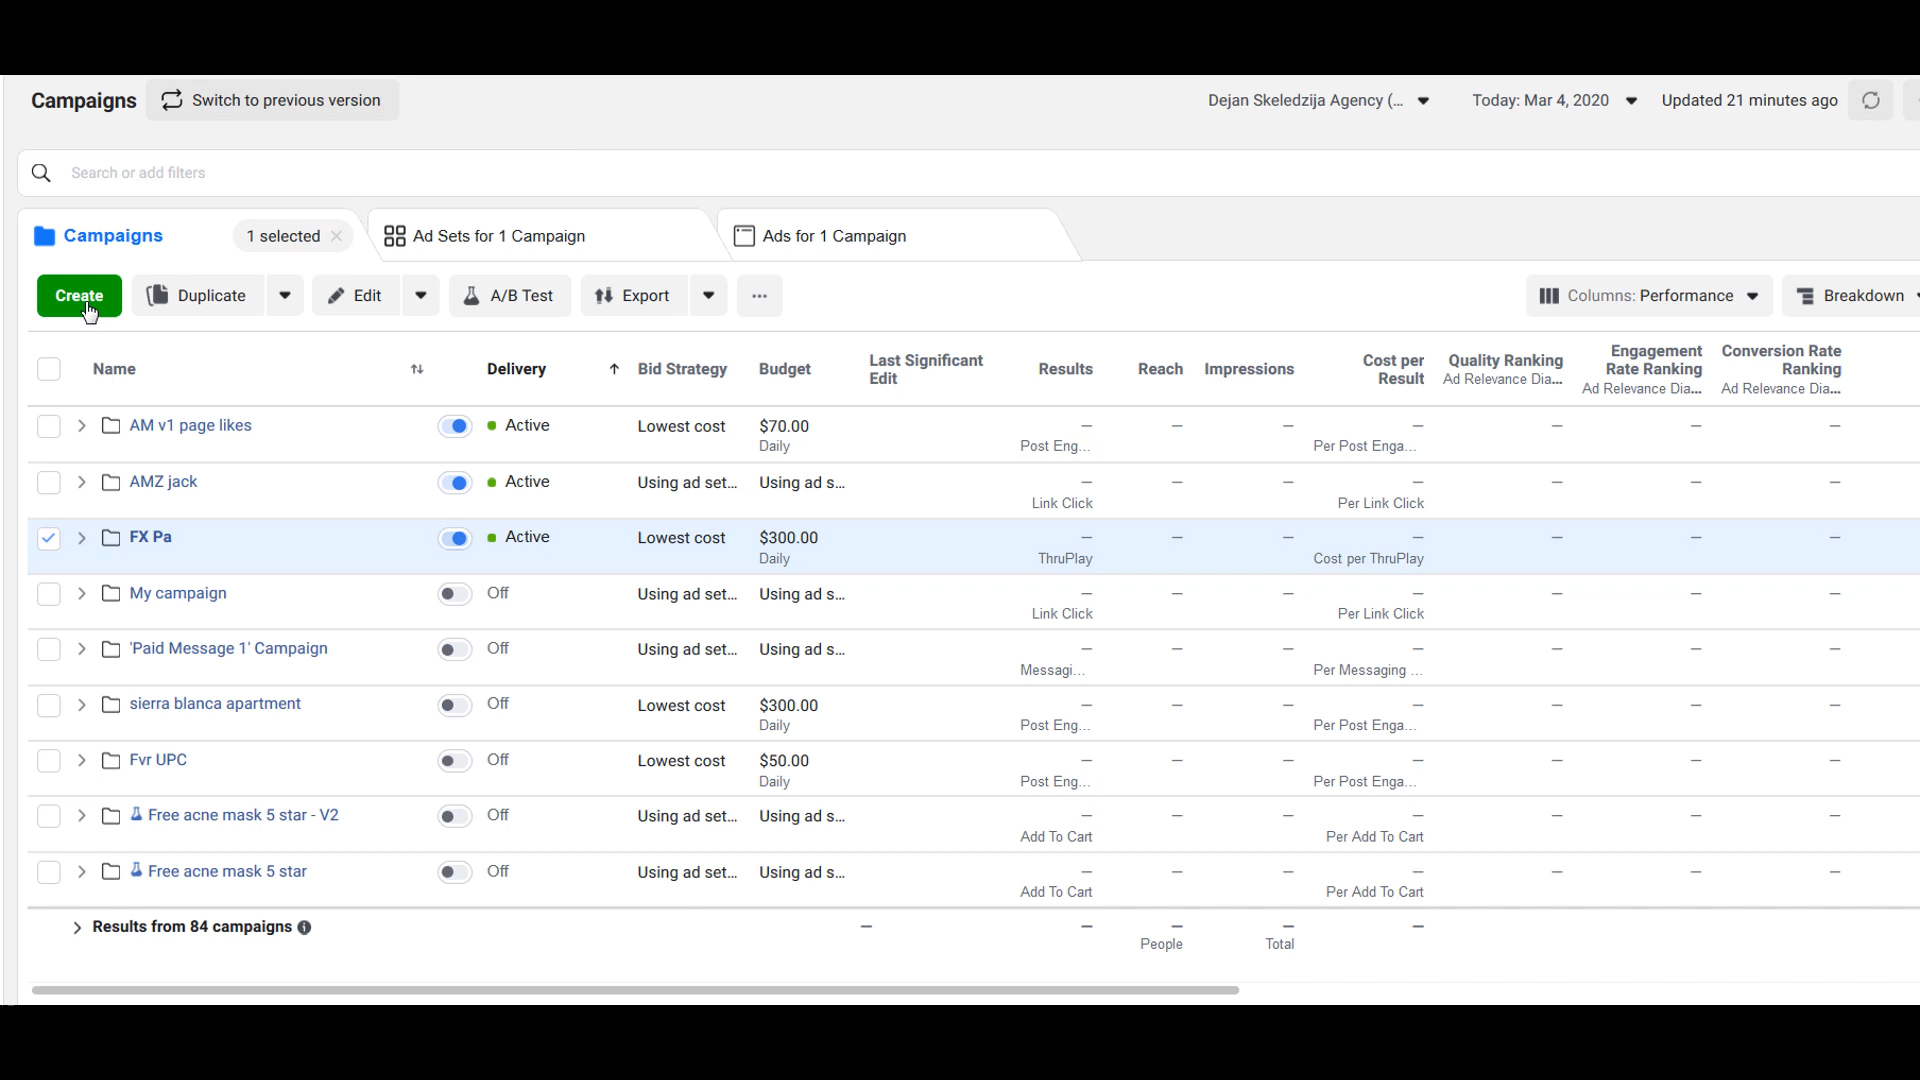 Campaigns Switch to previous version Dejan Skeledzija Agency (... Today: Mar 4, 2020 Updated 21 minutes ago
Search or add filters
Campaigns 1 selected Ad Sets for 1 Campaign Ads for 1 Campaign
Create Duplicate Edit A/B Test Export ... Columns: Performance Breakdown
Name Delivery Bid Strategy Budget Last Significant Edit Results Reach Impressions Cost per Result Quality Ranking Ad Relevance Dia... Engagement Rate Ranking Ad Relevance Dia... Conversion Rate Ranking Ad Relevance Dia...
AM v1 page likes Active Lowest cost $70.00 — — — — — — —
Daily Post Eng... Per Post Enga...
AMZ jack Active Using ad set... Using ad s... — — — — — — —
Link Click Per Link Click
FX Pa Active Lowest cost $300.00 — — — — — — —
Daily ThruPlay Cost per ThruPlay
My campaign Off Using ad set... Using ad s... — — — — — — —
Link Click Per Link Click
'Paid Message 1' Campaign Off Using ad set... Using ad s... — — — — — — —
Messagi... Per Messaging ...
sierra blanca apartment Off Lowest cost $300.00 — — — — — — —
Daily Post Eng... Per Post Enga...
Fvr UPC Off Lowest cost $50.00 — — — — — — —
Daily Post Eng... Per Post Enga...
Free acne mask 5 star - V2 Off Using ad set... Using ad s... — — — — — — —
Add To Cart Per Add To Cart
Free acne mask 5 star Off Using ad set... Using ad s... — — — — — — —
Add To Cart Per Add To Cart
Results from 84 campaigns — — — — —
People Total